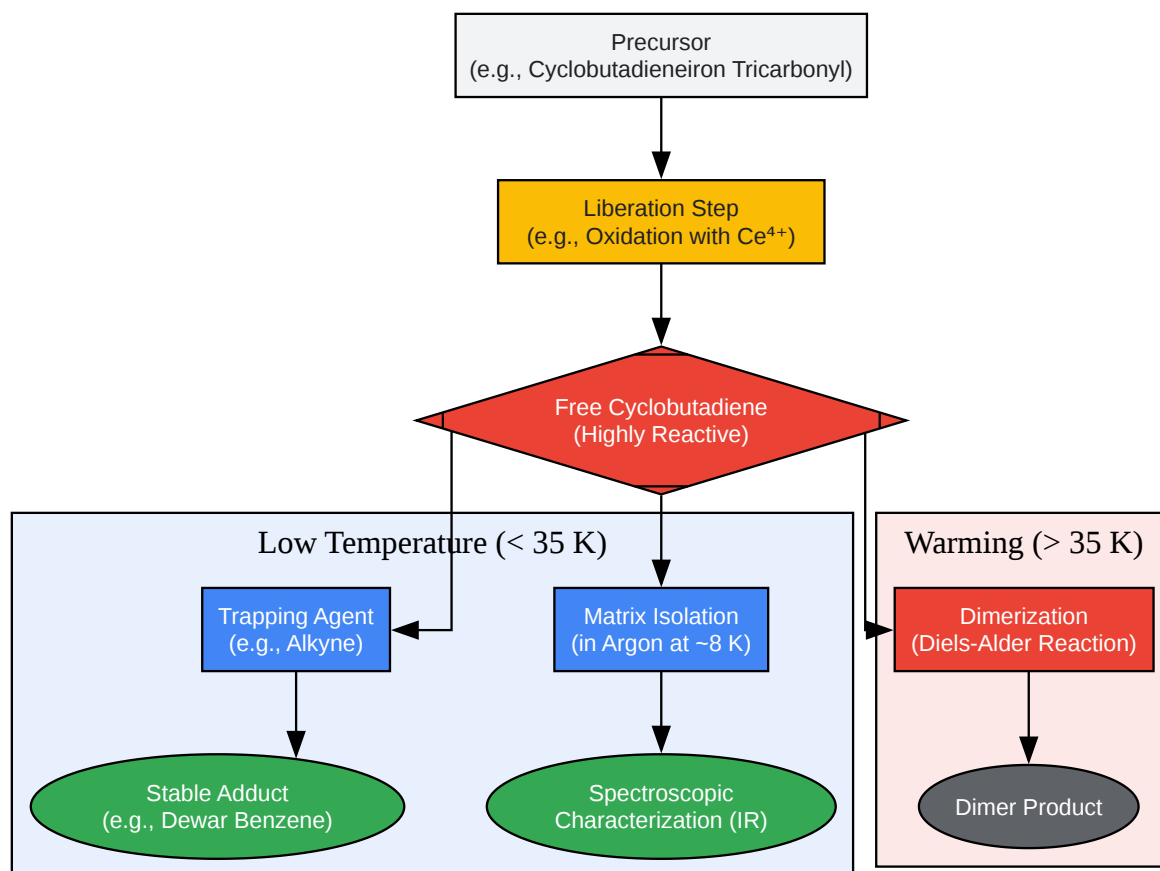 Precursor
(e.g., Cyclobutadieneiron Tricarbonyl)
Liberation Step
(e.g., Oxidation with Ce⁴⁺)
Free Cyclobutadiene
(Highly Reactive)
Low Temperature (< 35 K)
Warming (> 35 K)
Trapping Agent
(e.g., Alkyne)
Matrix Isolation
(in Argon at ~8 K)
Dimerization
(Diels-Alder Reaction)
Stable Adduct
(e.g., Dewar Benzene)
Spectroscopic
Characterization (IR)
Dimer Product